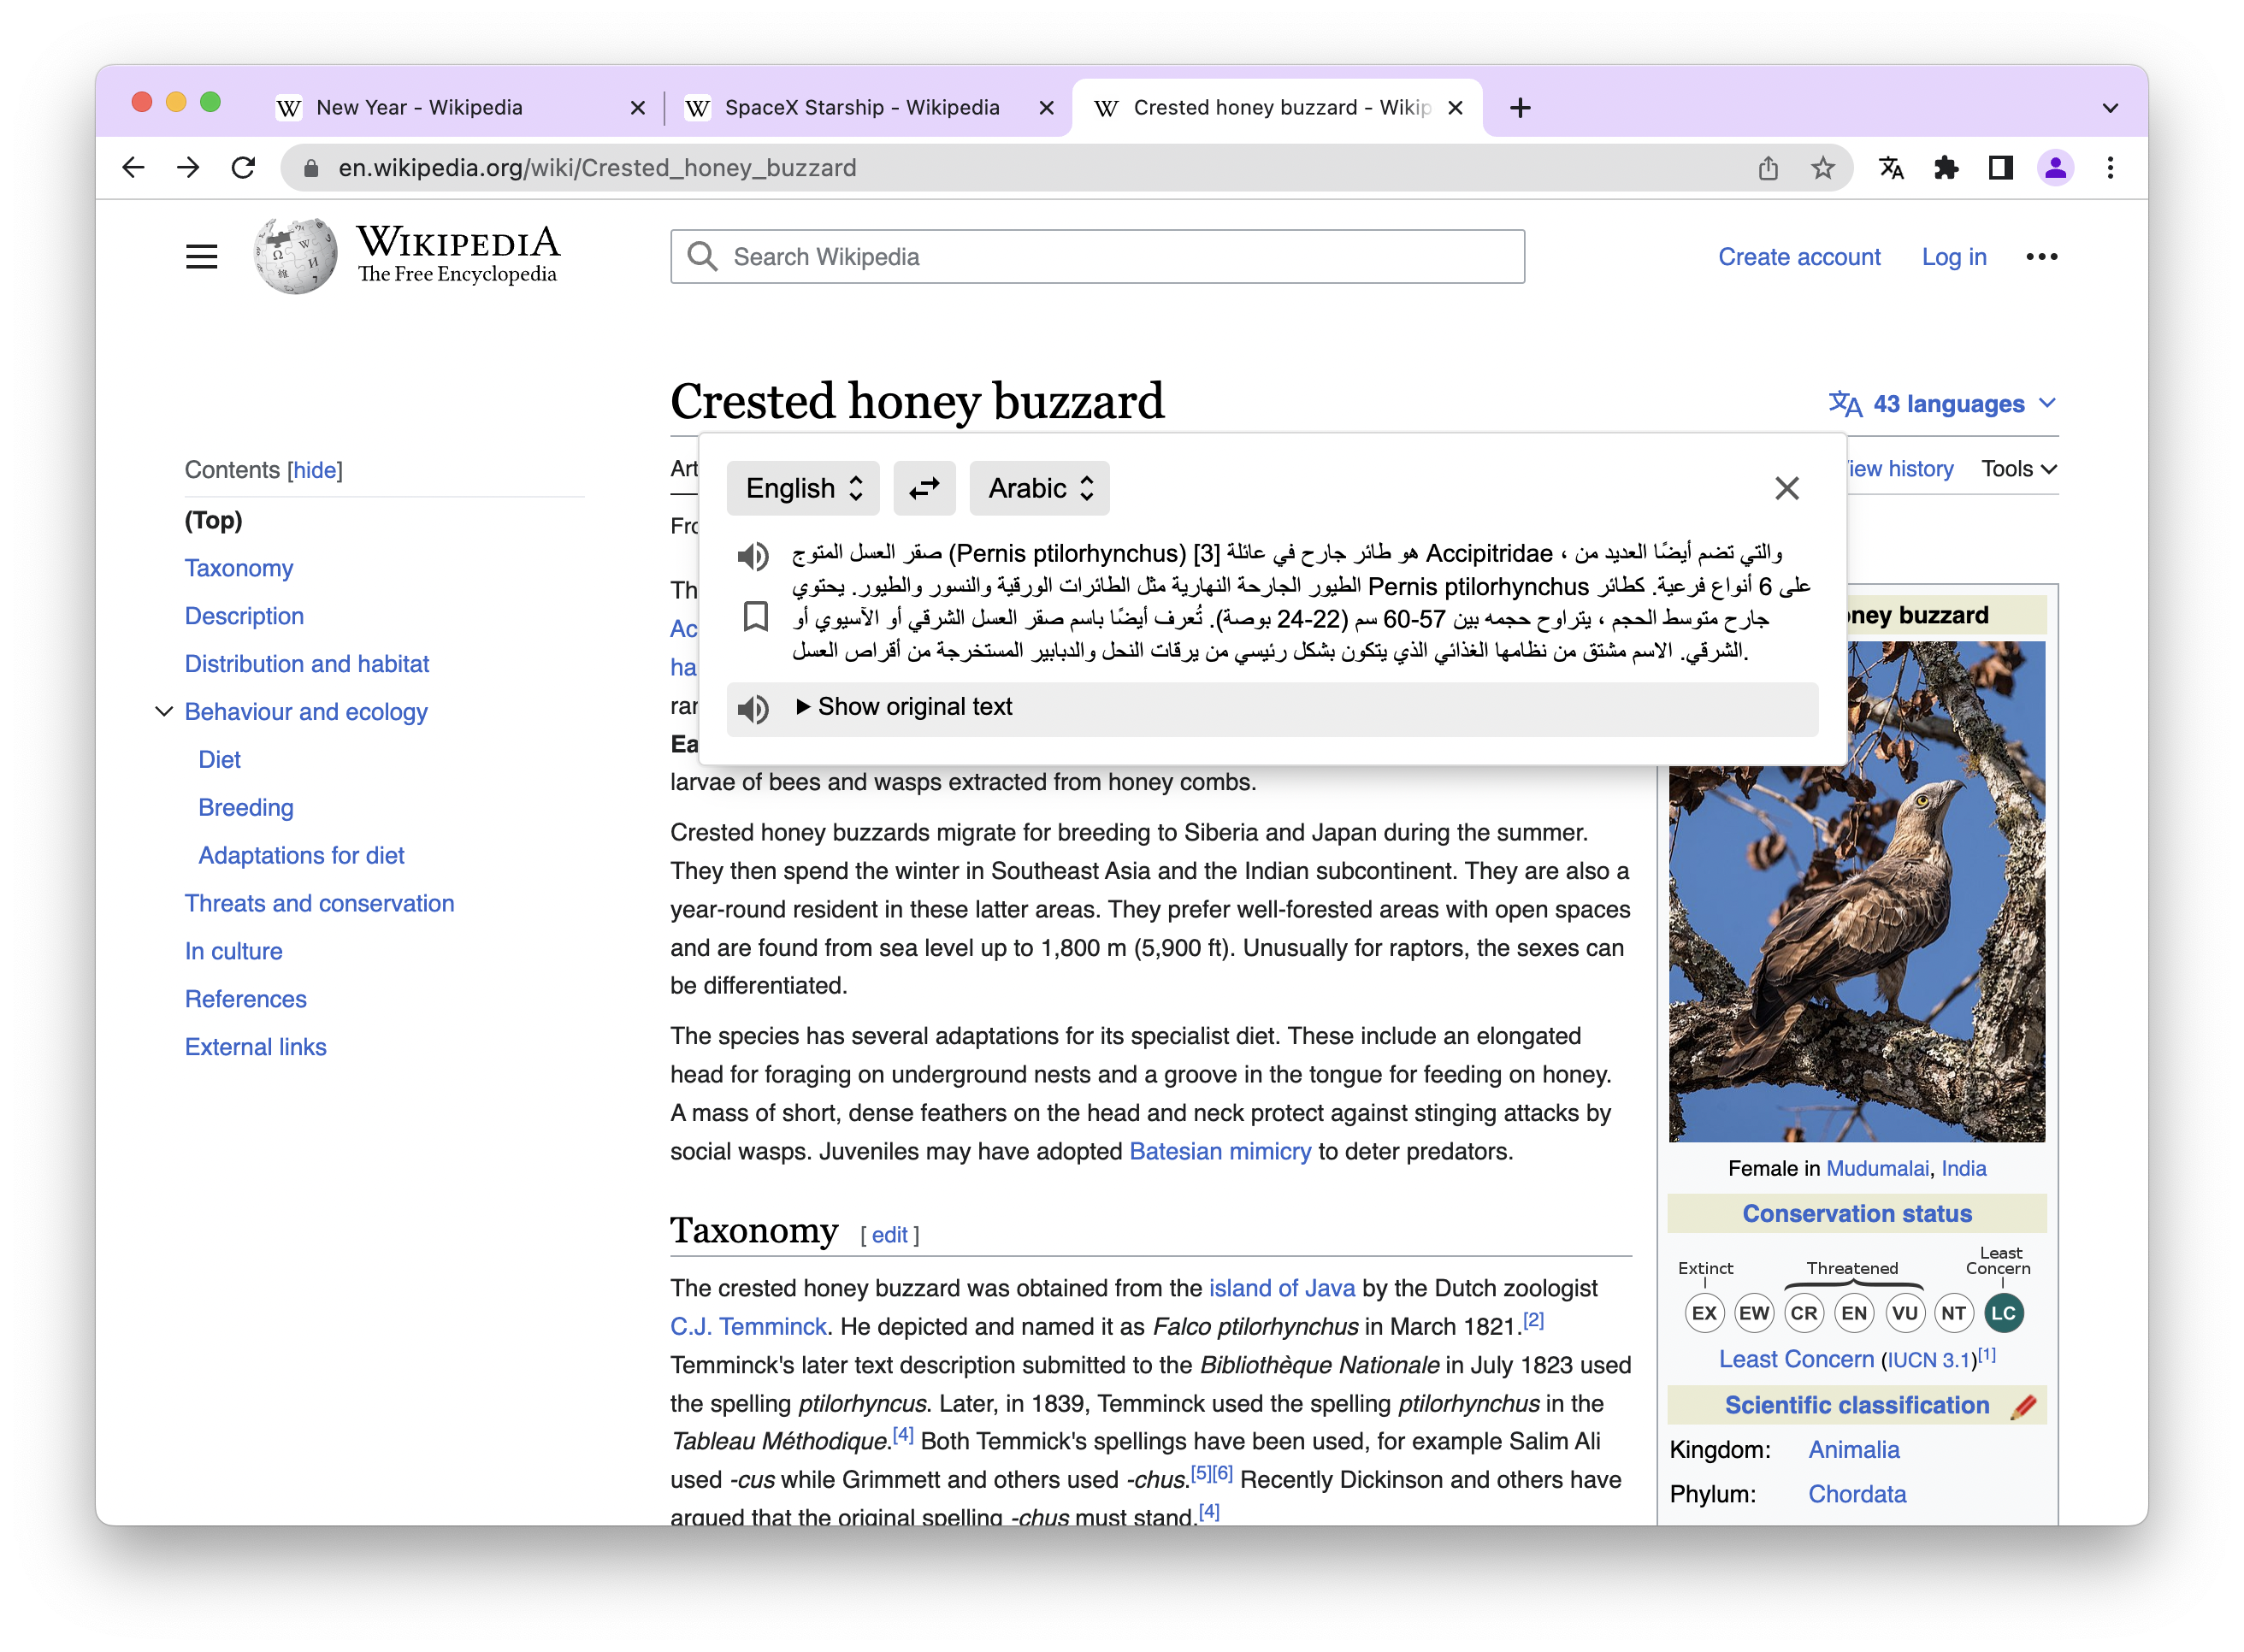 New Year - Wikipedia
SpaceX Starship - Wikipedia
Crested honey buzzard - Wikip
en.wikipedia.org/wiki/Crested_honey_buzzard
WIKIPEDIA
The Free Encyclopedia
Search Wikipedia
Create account
Log in
Crested honey buzzard
43 languages
Contents [hide]
(Top)
Taxonomy
Description
Distribution and habitat
Behaviour and ecology
Diet
Breeding
Adaptations for diet
Threats and conservation
In culture
References
External links
Art
iew history
Tools
Fro
Th
Ac
ha
rar
Ea
English
Arabic
صقر العسل المتوج (Pernis ptilorhynchus) [3] هو طائر جارح في عائلة Accipitridae ، والتي تضم أيضًا العديد من
الطيور الجارحة النهارية مثل الطائرات الورقية والنسور والطيور. يحتوي Pernis ptilorhynchus على 6 أنواع فرعية. كطائر
جارح متوسط الحجم ، يتراوح حجمه بين 57-60 سم (22-24 بوصة). تُعرف أيضًا باسم صقر العسل الشرقي أو الآسيوي أو
الشرقي. الاسم مشتق من نظامها الغذائي الذي يتكون بشكل رئيسي من يرقات النحل والدبابير المستخرجة من أقراص العسل.
Show original text
larvae of bees and wasps extracted from honey combs.
Crested honey buzzards migrate for breeding to Siberia and Japan during the summer.
They then spend the winter in Southeast Asia and the Indian subcontinent. They are also a
year-round resident in these latter areas. They prefer well-forested areas with open spaces
and are found from sea level up to 1,800 m (5,900 ft). Unusually for raptors, the sexes can
be differentiated.
The species has several adaptations for its specialist diet. These include an elongated
head for foraging on underground nests and a groove in the tongue for feeding on honey.
A mass of short, dense feathers on the head and neck protect against stinging attacks by
social wasps. Juveniles may have adopted Batesian mimicry to deter predators.
Taxonomy [ edit ]
The crested honey buzzard was obtained from the island of Java by the Dutch zoologist
C.J. Temminck. He depicted and named it as Falco ptilorhynchus in March 1821.[2]
Temminck's later text description submitted to the Bibliothèque Nationale in July 1823 used
the spelling ptilorhyncus. Later, in 1839, Temminck used the spelling ptilorhynchus in the
Tableau Méthodique.[4] Both Temmick's spellings have been used, for example Salim Ali
used -cus while Grimmett and others used -chus.[5][6] Recently Dickinson and others have
argued that the original spelling -chus must stand.[4]
oney buzzard
Female in Mudumalai, India
Conservation status
Extinct
Threatened
Least Concern
EX EW CR EN VU NT LC
Least Concern (IUCN 3.1)[1]
Scientific classification
Kingdom: Animalia
Phylum: Chordata